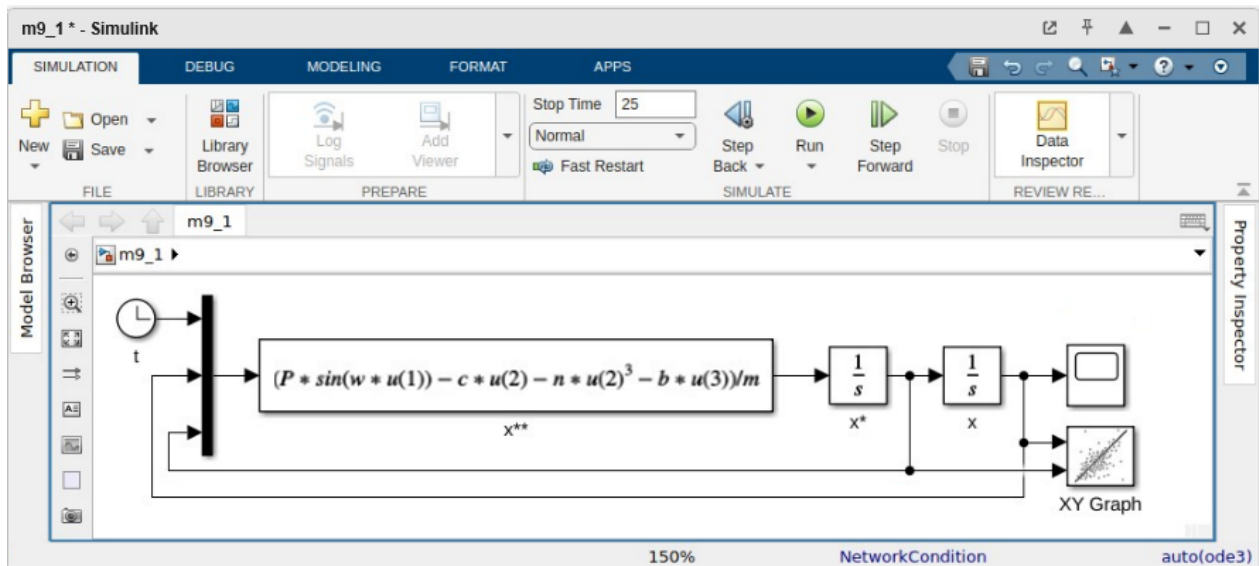 m9_1 * - Simulink
SIMULATION DEBUG MODELING FORMAT APPS
New
Open
Save
FILE
Library
Browser
LIBRARY
Log
Signals
Add
Viewer
PREPARE
Stop Time 25
Normal
Fast Restart
Step
Back
Run
Step
Forward
Stop
SIMULATE
Data
Inspector
REVIEW RE...
Model Browser
m9_1
m9_1
Property Inspector
t
(P * sin(w * u(1)) − c * u(2) − n * u(2)³ − b * u(3))/m
x**
1
s
x*
1
s
x
XY Graph
150% NetworkCondition auto(ode3)